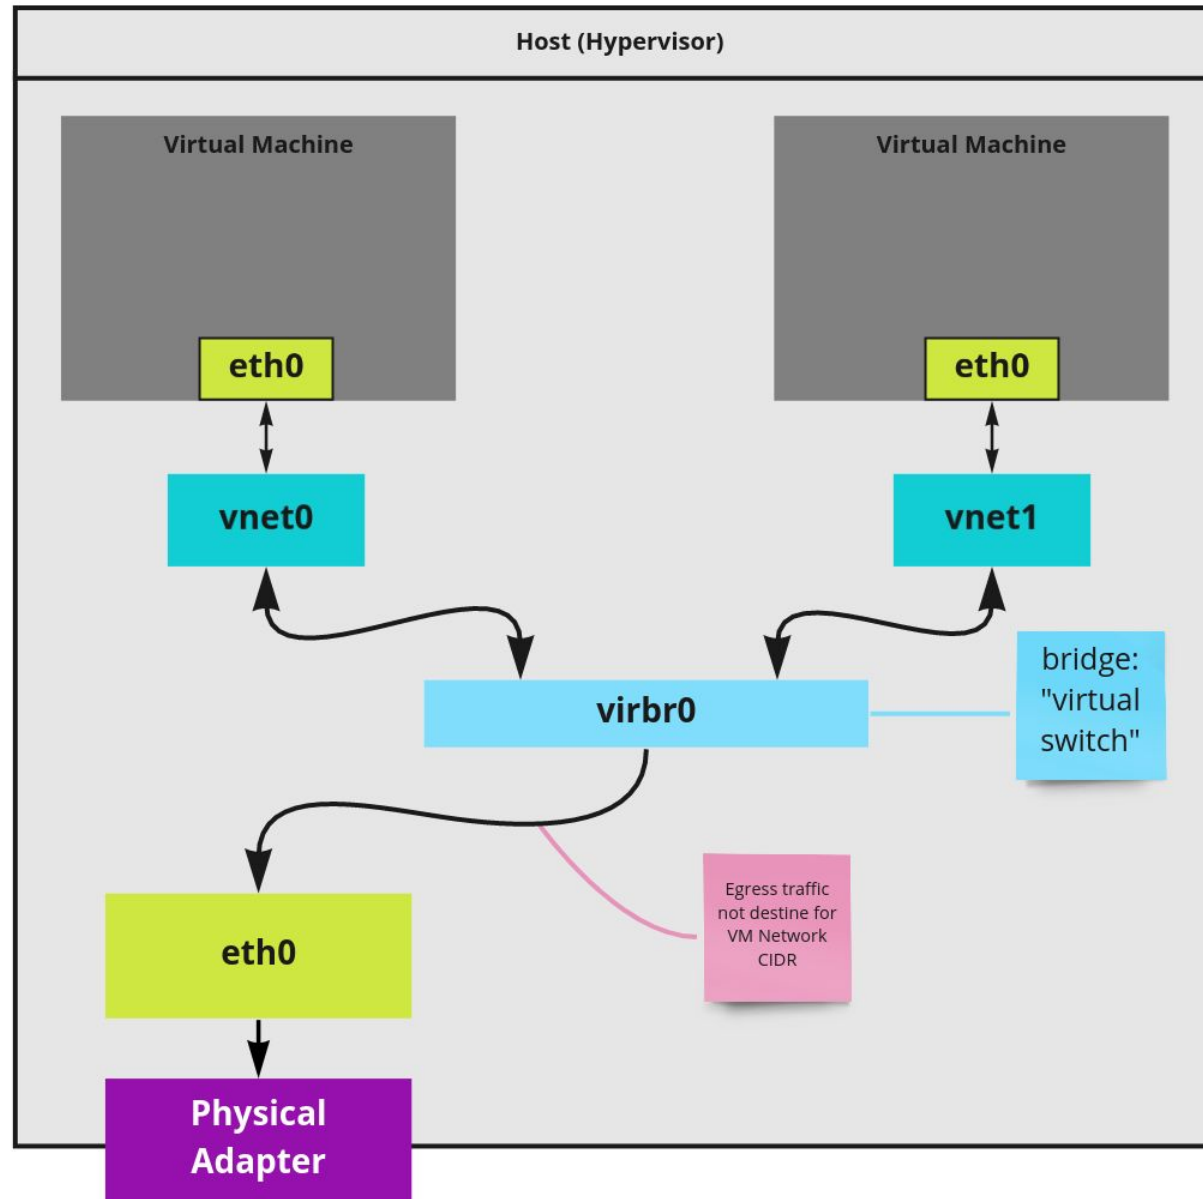 Host (Hypervisor)
Virtual Machine
Virtual Machine
eth0
eth0
vnet0
vnet1
bridge:
"virtual
switch"
virbr0
Egress traffic
not destine for
VM Network
CIDR
eth0
Physical
Adapter